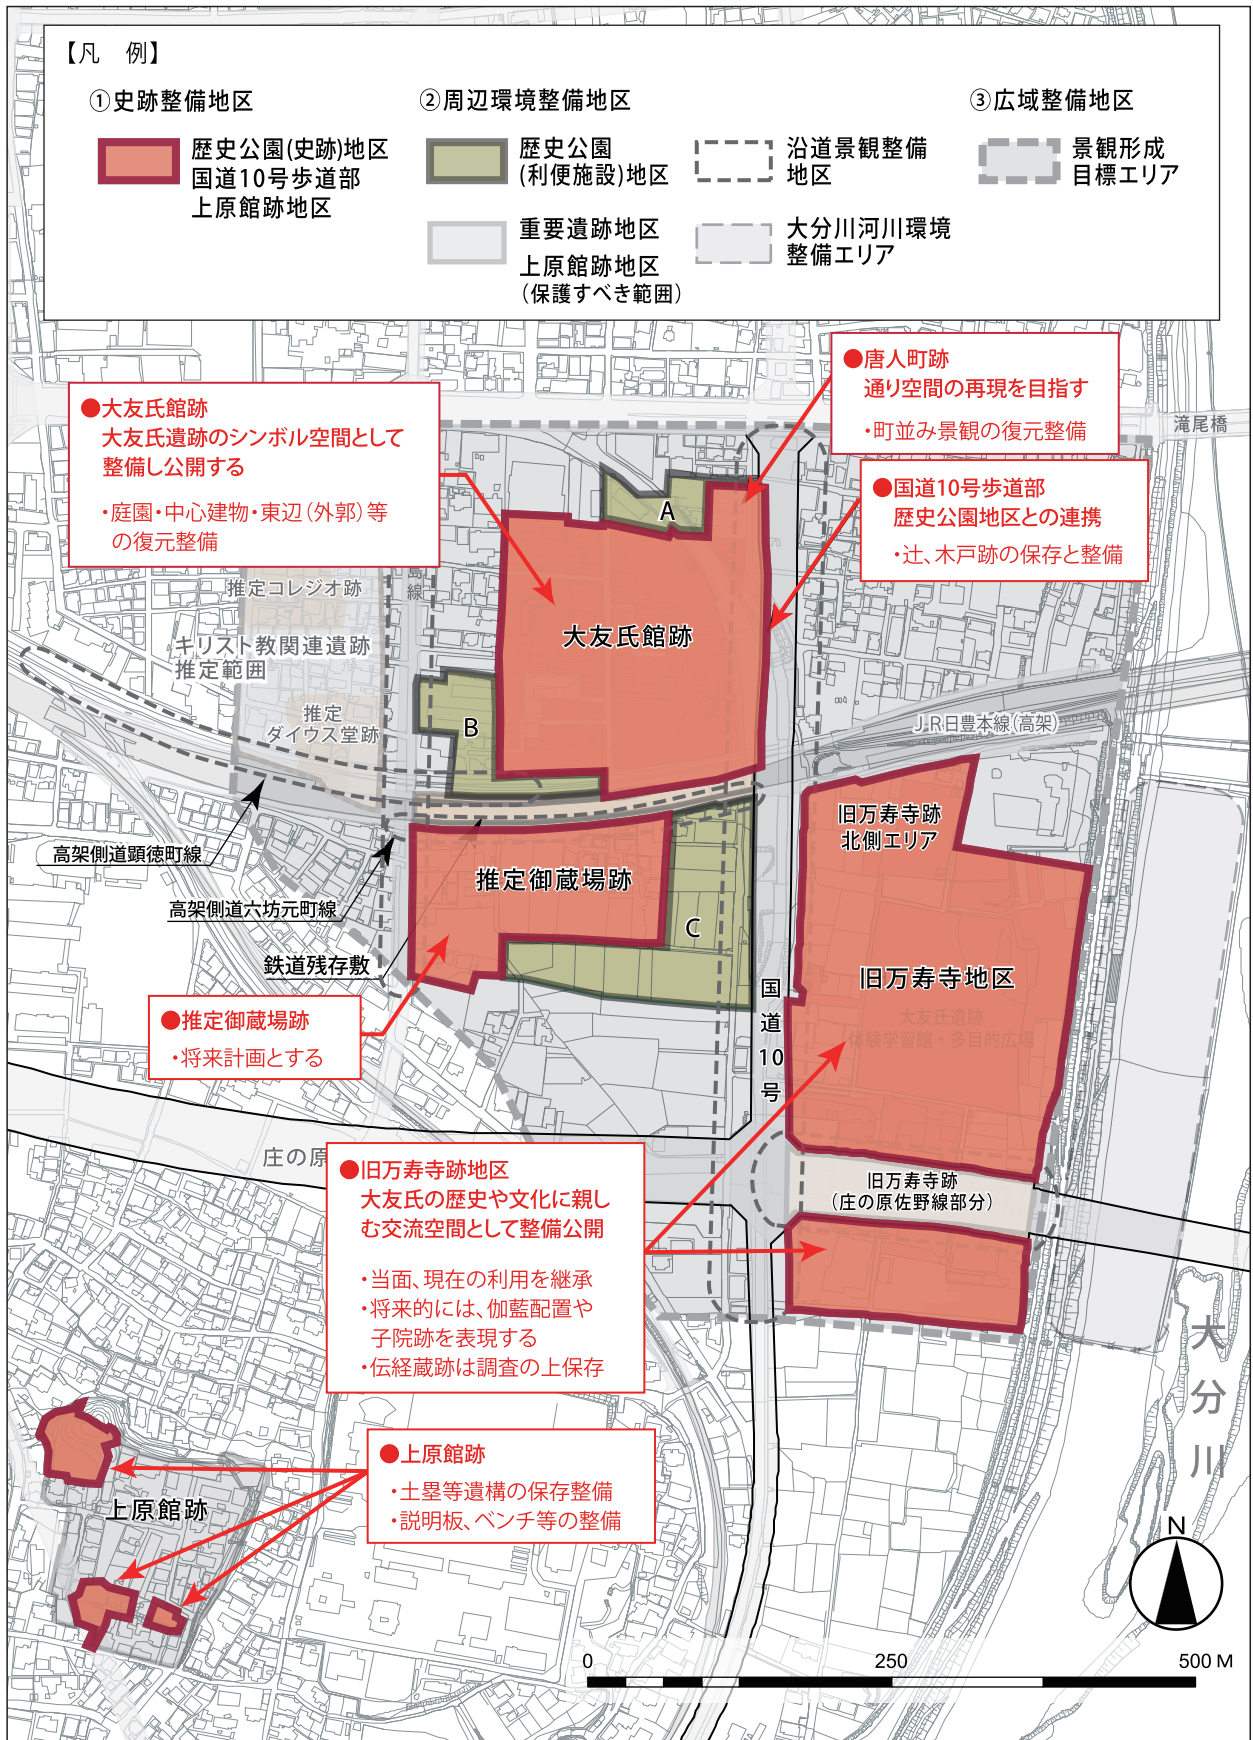 【凡　例】
①史跡整備地区
歴史公園(史跡)地区
国道10号歩道部
上原館跡地区
②周辺環境整備地区
歴史公園
(利便施設)地区
重要遺跡地区
上原館跡地区
（保護すべき範囲）
沿道景観整備
地区
大分川河川環境
整備エリア
③広域整備地区
景観形成
目標エリア
●唐人町跡
通り空間の再現を目指す
・町並み景観の復元整備
滝尾橋
●大友氏館跡
大友氏遺跡のシンボル空間として
整備し公開する
・庭園・中心建物・東辺（外郭）等
の復元整備
●国道10号歩道部
歴史公園地区との連携
・辻、木戸跡の保存と整備
A
推定コレジオ跡
島線
大友氏館跡
キリスト教関連遺跡
推定範囲
推定
ダイウス堂跡
B
ＪＲ日豊本線（高架）
旧万寿寺跡
北側エリア
高架側道顕徳町線
高架側道六坊元町線
鉄道残存敷
推定御蔵場跡
C
旧万寿寺地区
大友氏遺跡
体験学習館・多目的広場
国道10号
●推定御蔵場跡
・将来計画とする
庄の原
●旧万寿寺跡地区
大友氏の歴史や文化に親し
む交流空間として整備公開
・当面、現在の利用を継承
・将来的には、伽藍配置や
子院跡を表現する
・伝経蔵跡は調査の上保存
旧万寿寺跡
（庄の原佐野線部分）
大分川
●上原館跡
・土塁等遺構の保存整備
・説明板、ベンチ等の整備
上原館跡
N
0
250
500 M